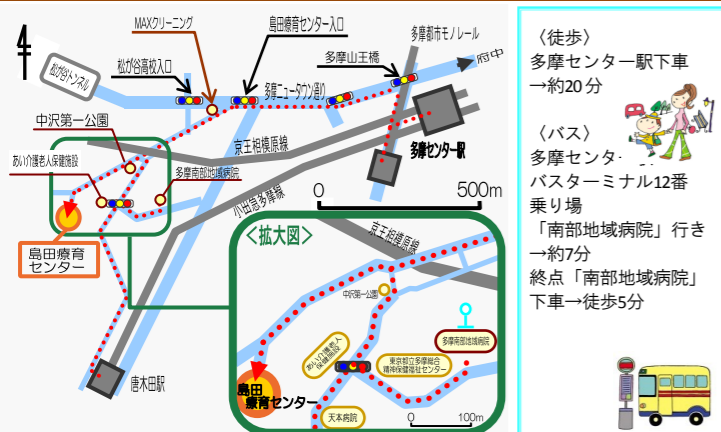 MAXクリーニング
島田療育センター入口
多摩都市モノレール
松が谷高校入口
多摩山王橋
府中
松が谷トンネル
多摩ニュータウン通り
中沢第一公園
京王相模原線
多摩センター駅
あい介護老人保健施設
多摩南部地域病院
小田急多摩線
0 500m
島田療育
センター
唐木田駅
<拡大図>
京王相模原線
中沢第一公園
あい介護老人
保健施設
東京都立多摩総合
精神保健福祉センター
多摩南部地域病院
島田
療育センター
天本病院
0 100m
〈徒歩〉
多摩センター駅下車
→約20分
〈バス〉
多摩センタ
バスターミナル12番
乗り場
「南部地域病院」行き
→約7分
終点「南部地域病院」
下車→徒歩5分